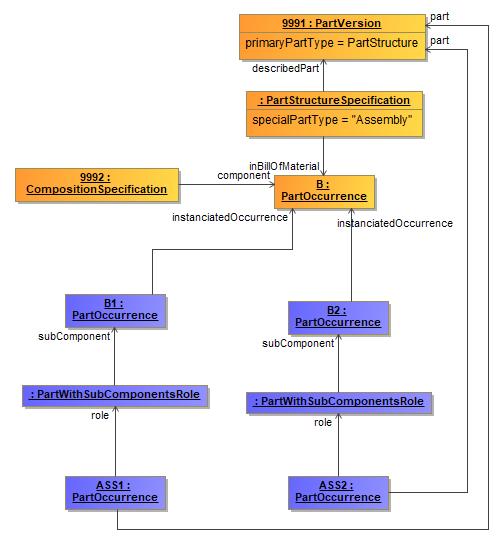 9991 : PartVersion
part
primaryPartType = PartStructure
part
describedPart
: PartStructureSpecification
specialPartType = "Assembly"
inBillOfMaterial
9992 :
CompositionSpecification
component
B :
PartOccurrence
instanciatedOccurrence
instanciatedOccurrence
B1 :
PartOccurrence
B2 :
PartOccurrence
subComponent
subComponent
: PartWithSubComponentsRole
: PartWithSubComponentsRole
role
role
ASS1 :
PartOccurrence
ASS2 :
PartOccurrence